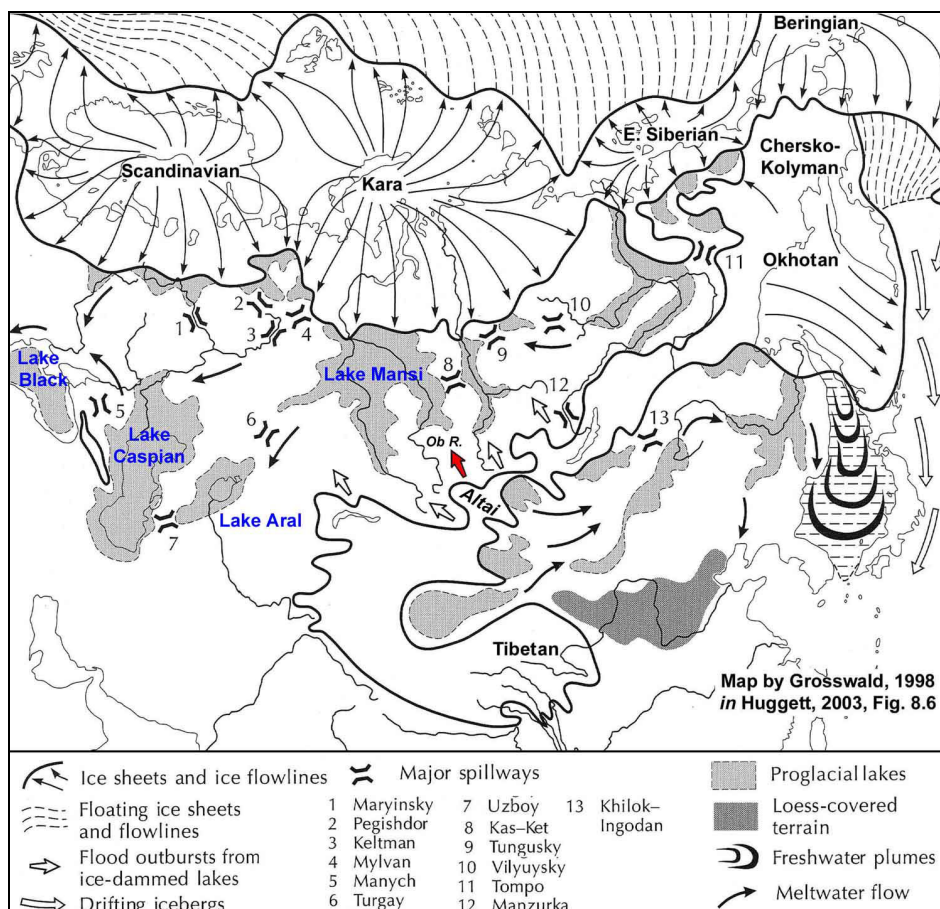 Beringian
E. Siberian
Chersko-
Kolyman
Scandinavian
Kara
11
Okhotan
2
10
1
3
4
9
Lake
Black
Lake Mansi
8
12
5
6
13
Lake
Caspian
Ob R.
Altai
Lake Aral
7
Tibetan
Map by Grosswald, 1998
in Huggett, 2003, Fig. 8.6
Ice sheets and ice flowlines
Floating ice sheets
and flowlines
Flood outbursts from
ice-dammed lakes
Drifting icebergs
Major spillways
1 Maryinsky
2 Pegishdor
3 Keltman
4 Mylvan
5 Manych
6 Turgay
7 Uzboy
8 Kas–Ket
9 Tungusky
10 Vilyuysky
11 Tompo
12 Manzurka
13 Khilok–
Ingodan
Proglacial lakes
Loess-covered
terrain
Freshwater plumes
Meltwater flow